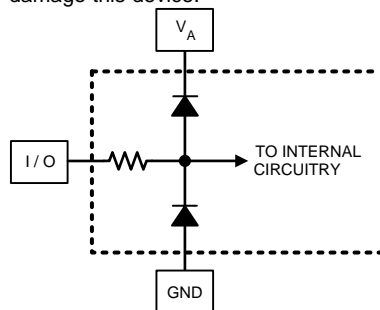 damage this device.
VA
I / O
TO INTERNAL
CIRCUITRY
GND